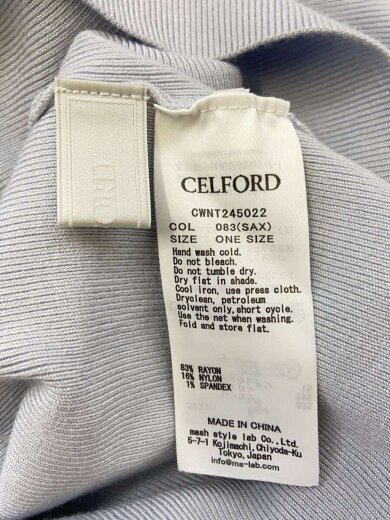 CELFORD
CWNT245022
COL 083(SAX)
SIZE ONE SIZE
Hand wash cold.
Do not bleach.
Do not tumble dry.
Dry flat in shade.
Cool iron, use press cloth.
Dryclean, petroleum
solvent only,short cycle.
Use the net when washing.
Fold and store flat.
83% RAYON
16% NYLON
1% SPANDEX
MADE IN CHINA
mash style lab Co.,Ltd.
5-7-1 Kojimachi,Chiyoda-Ku
Tokyo,Japan
info@ms-lab.com